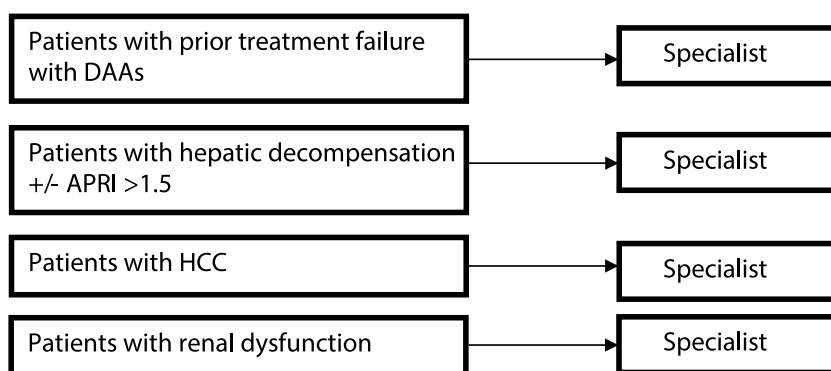 Patients with prior treatment failure
with DAAs
Specialist
Patients with hepatic decompensation
+/- APRI >1.5
Specialist
Patients with HCC
Specialist
Patients with renal dysfunction
Specialist